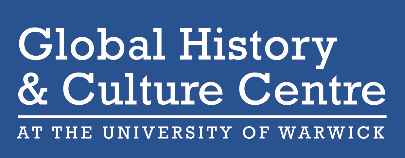 Global History
& Culture Centre
AT THE UNIVERSITY OF WARWICK